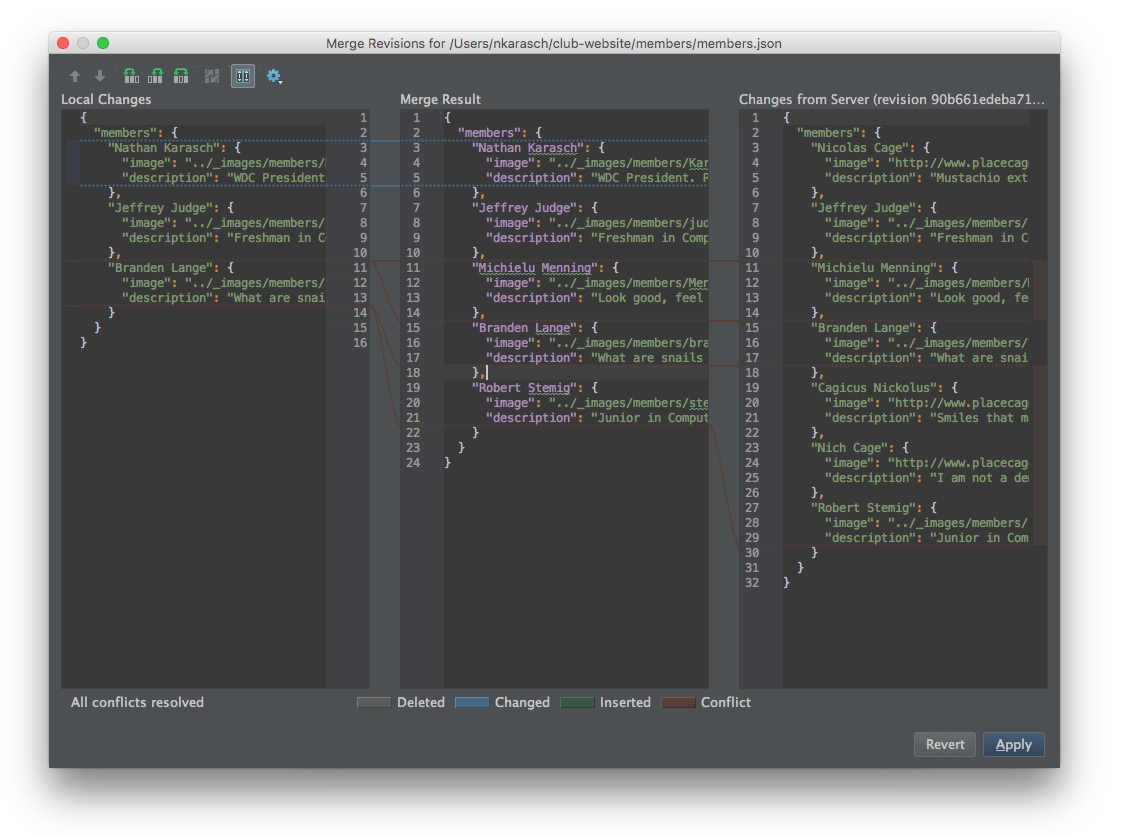 Merge Revisions for /Users/nkarasch/club-website/members/members.json
Local Changes
{ 1
"members": { 2
"Nathan Karasch": { 3
"image": "../_images/members/ 4
"description": "WDC President 5
}, 6
"Jeffrey Judge": { 7
"image": "../_images/members/ 8
"description": "Freshman in C 9
}, 10
"Branden Lange": { 11
"image": "../_images/members/ 12
"description": "What are snai 13
} 14
} 15
} 16
Merge Result
1 {
2 "members": {
3 "Nathan Karasch": {
4 "image": "../_images/members/Kar
5 "description": "WDC President. R
6 },
7 "Jeffrey Judge": {
8 "image": "../_images/members/jud
9 "description": "Freshman in Comp
10 },
11 "Michielu Menning": {
12 "image": "../_images/members/Men
13 "description": "Look good, feel
14 },
15 "Branden Lange": {
16 "image": "../_images/members/bra
17 "description": "What are snails
18 },
19 "Robert Stemig": {
20 "image": "../_images/members/ste
21 "description": "Junior in Comput
22 }
23 }
24 }
Changes from Server (revision 90b661edeba71...
1 {
2 "members": {
3 "Nicolas Cage": {
4 "image": "http://www.placecag
5 "description": "Mustachio ext
6 },
7 "Jeffrey Judge": {
8 "image": "../_images/members/
9 "description": "Freshman in C
10 },
11 "Michielu Menning": {
12 "image": "../_images/members/
13 "description": "Look good, fe
14 },
15 "Branden Lange": {
16 "image": "../_images/members/
17 "description": "What are snai
18 },
19 "Cagicus Nickolus": {
20 "image": "http://www.placecag
21 "description": "Smiles that m
22 },
23 "Nich Cage": {
24 "image": "http://www.placecag
25 "description": "I am not a de
26 },
27 "Robert Stemig": {
28 "image": "../_images/members/
29 "description": "Junior in Com
30 }
31 }
32 }
All conflicts resolved
Deleted Changed Inserted Conflict
Revert Apply